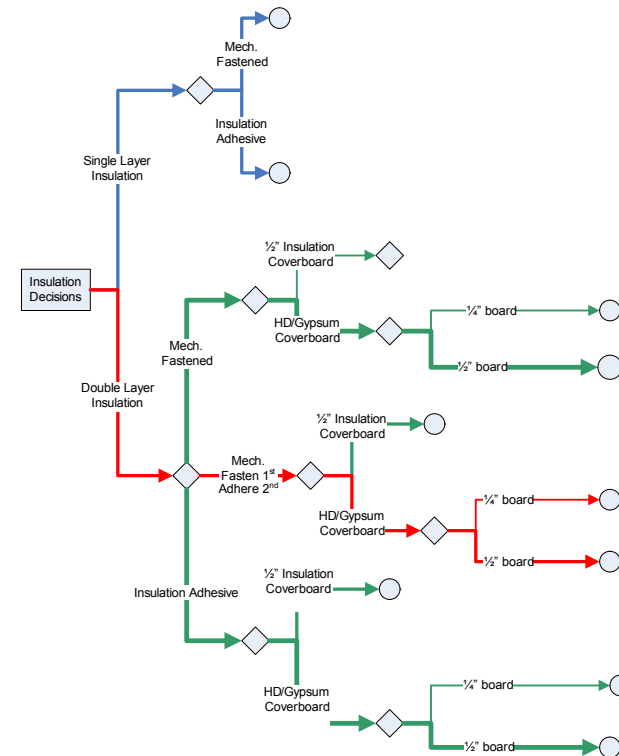 Mech.
Fastened
Insulation
Adhesive
Single Layer
Insulation
½” Insulation
Coverboard
Insulation
Decisions
¼” board
HD/Gypsum
Coverboard
Mech.
Fastened
½” board
Double Layer
Insulation
½” Insulation
Coverboard
Mech.
Fasten 1st
Adhere 2nd
¼” board
HD/Gypsum
Coverboard
½” board
½” Insulation
Coverboard
Insulation Adhesive
¼” board
HD/Gypsum
Coverboard
½” board